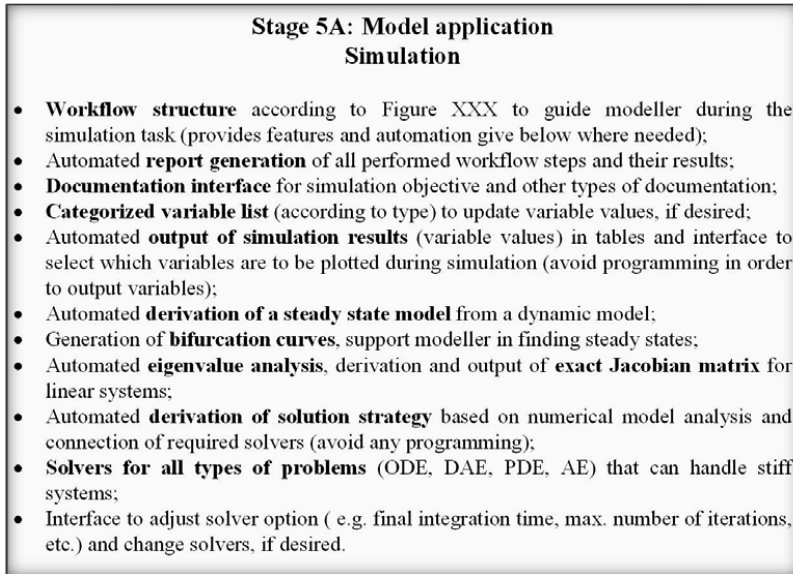 Stage 5A: Model application
Simulation
• Workflow structure according to Figure XXX to guide modeller during the
simulation task (provides features and automation give below where needed);
• Automated report generation of all performed workflow steps and their results;
• Documentation interface for simulation objective and other types of documentation;
• Categorized variable list (according to type) to update variable values, if desired;
• Automated output of simulation results (variable values) in tables and interface to
select which variables are to be plotted during simulation (avoid programming in order
to output variables);
• Automated derivation of a steady state model from a dynamic model;
• Generation of bifurcation curves, support modeller in finding steady states;
• Automated eigenvalue analysis, derivation and output of exact Jacobian matrix for
linear systems;
• Automated derivation of solution strategy based on numerical model analysis and
connection of required solvers (avoid any programming);
• Solvers for all types of problems (ODE, DAE, PDE, AE) that can handle stiff
systems;
• Interface to adjust solver option ( e.g. final integration time, max. number of iterations,
etc.) and change solvers, if desired.